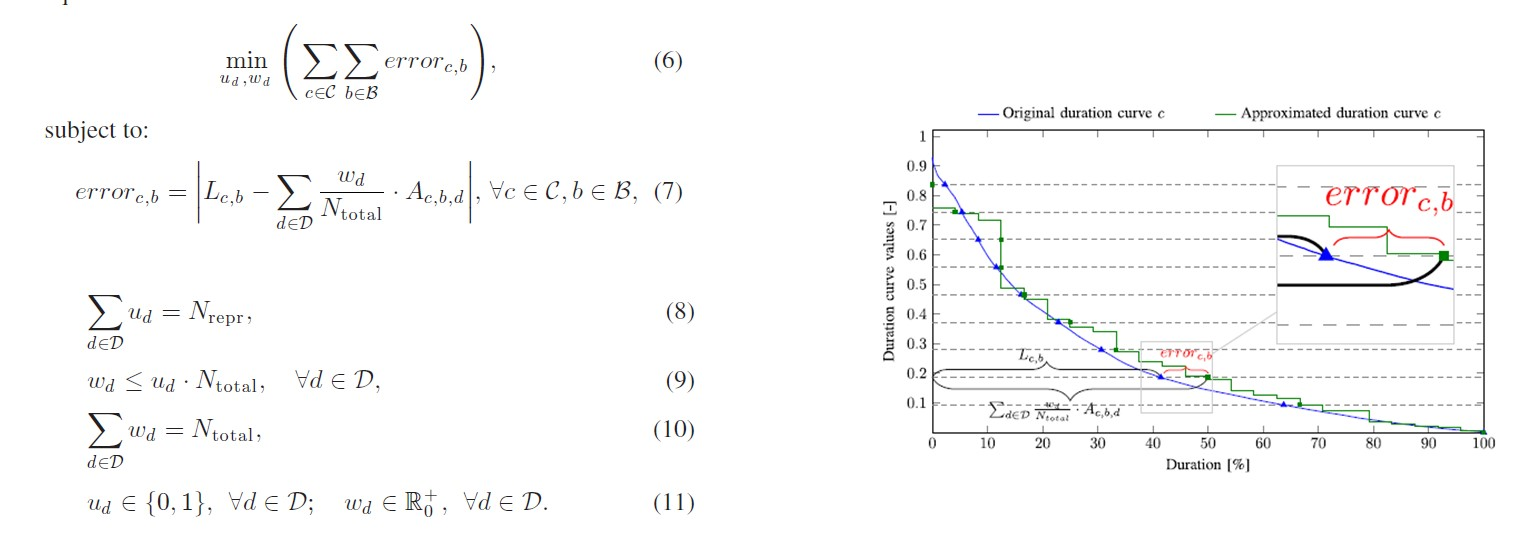 min_{u_d, w_d} ( ∑_{c∈𝒞} ∑_{b∈ℬ} error_{c,b} ), (6)
subject to:
error_{c,b} = | L_{c,b} − ∑_{d∈𝒟} w_d / N_total · A_{c,b,d} |, ∀c ∈ 𝒞, b ∈ ℬ, (7)
∑_{d∈𝒟} u_d = N_repr, (8)
w_d ≤ u_d · N_total, ∀d ∈ 𝒟, (9)
∑_{d∈𝒟} w_d = N_total, (10)
u_d ∈ {0, 1}, ∀d ∈ 𝒟; w_d ∈ ℝ₀⁺, ∀d ∈ 𝒟. (11)
Original duration curve c
Approximated duration curve c
Duration curve values [-]
1
0.9
0.8
0.7
0.6
0.5
0.4
0.3
0.2
0.1
error_{c,b}
L_{c,b}
error_{c,b}
∑_{d∈𝒟} w_d / N_total · A_{c,b,d}
0 10 20 30 40 50 60 70 80 90 100
Duration [%]